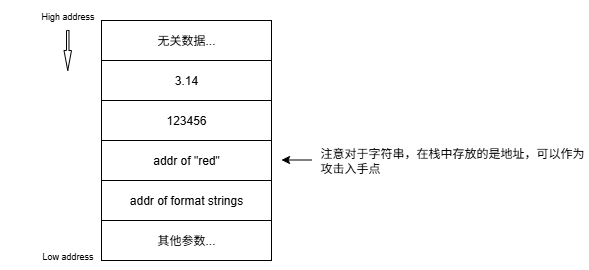 High address
无关数据...
3.14
123456
addr of "red"
注意对于字符串，在栈中存放的是地址，可以作为
攻击入手点
addr of format strings
其他参数...
Low address